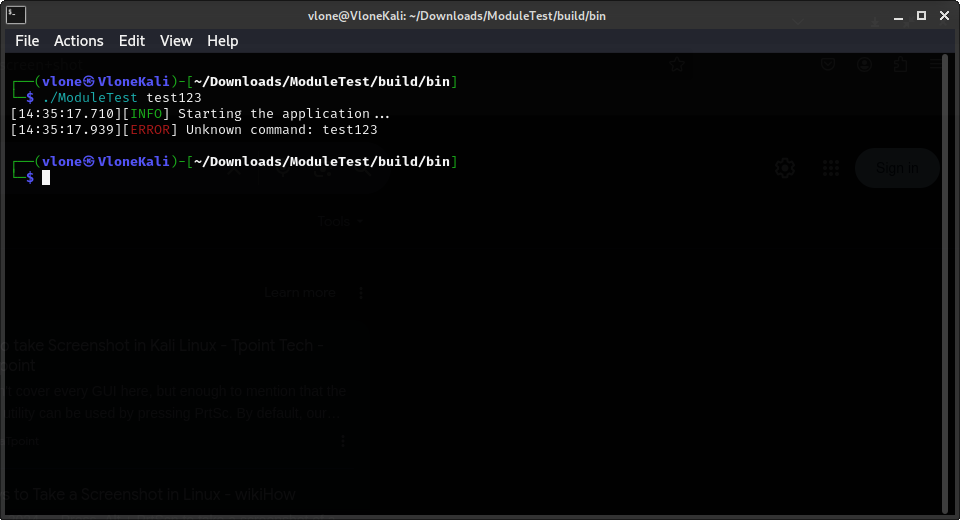 vlone@VloneKali: ~/Downloads/ModuleTest/build/bin
File Actions Edit View Help
┌──(vlone㉿VloneKali)-[~/Downloads/ModuleTest/build/bin]
└─$ ./ModuleTest test123
[14:35:17.710][INFO] Starting the application...
[14:35:17.939][ERROR] Unknown command: test123
┌──(vlone㉿VloneKali)-[~/Downloads/ModuleTest/build/bin]
└─$
Sign in
Tools
Learn more
to take Screenshot in Kali Linux - Tpoint Tech -
point
cover every GUI here, but enough to mention that the
utility can be used by pressing PrtSc. By default, our...
s to Take a Screenshot in Linux - wikiHow